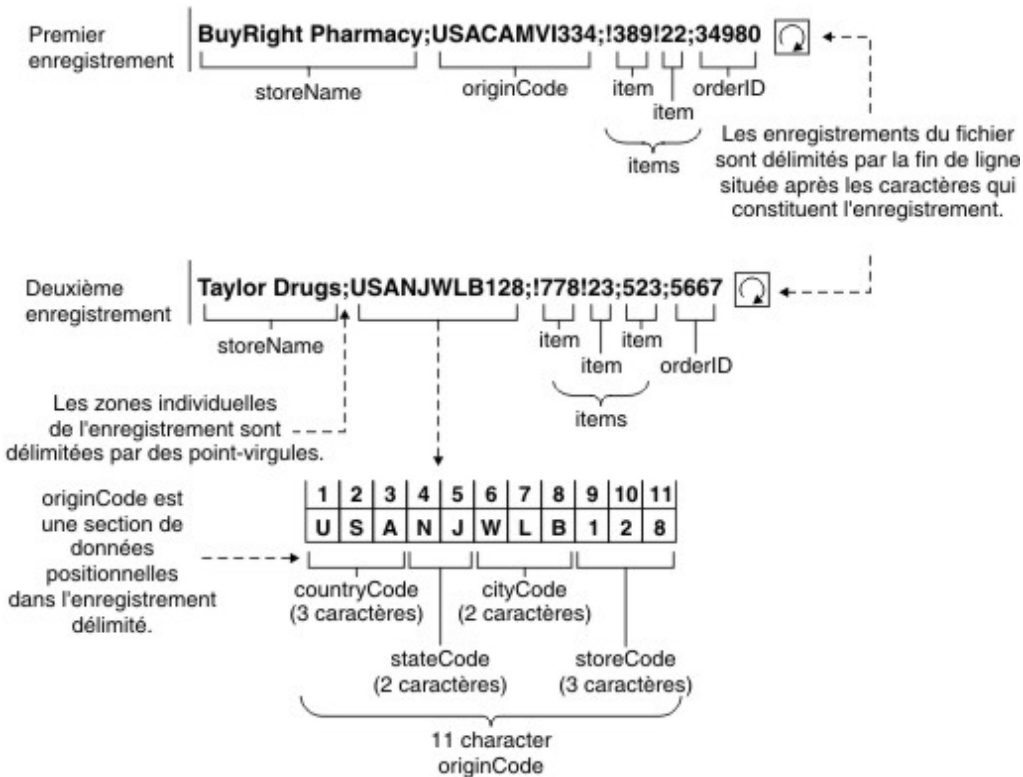 Premier
enregistrement
BuyRight Pharmacy;USACAMVI334;!389!22;34980
storeName
originCode
item
orderID
item
items
Les enregistrements du fichier
sont délimités par la fin de ligne
située après les caractères qui
constituent l'enregistrement.
Deuxième
enregistrement
Taylor Drugs;USANJWLB128;!778!23;523;5667
storeName
item
item
orderID
item
items
Les zones individuelles
de l'enregistrement sont
délimitées par des point-virgules.
originCode est
une section de
données
positionnelles
dans l'enregistrement
délimité.
1 2 3 4 5 6 7 8 9 10 11
U S A N J W L B 1 2 8
countryCode
(3 caractères)
cityCode
(2 caractères)
stateCode
(2 caractères)
storeCode
(3 caractères)
11 character
originCode